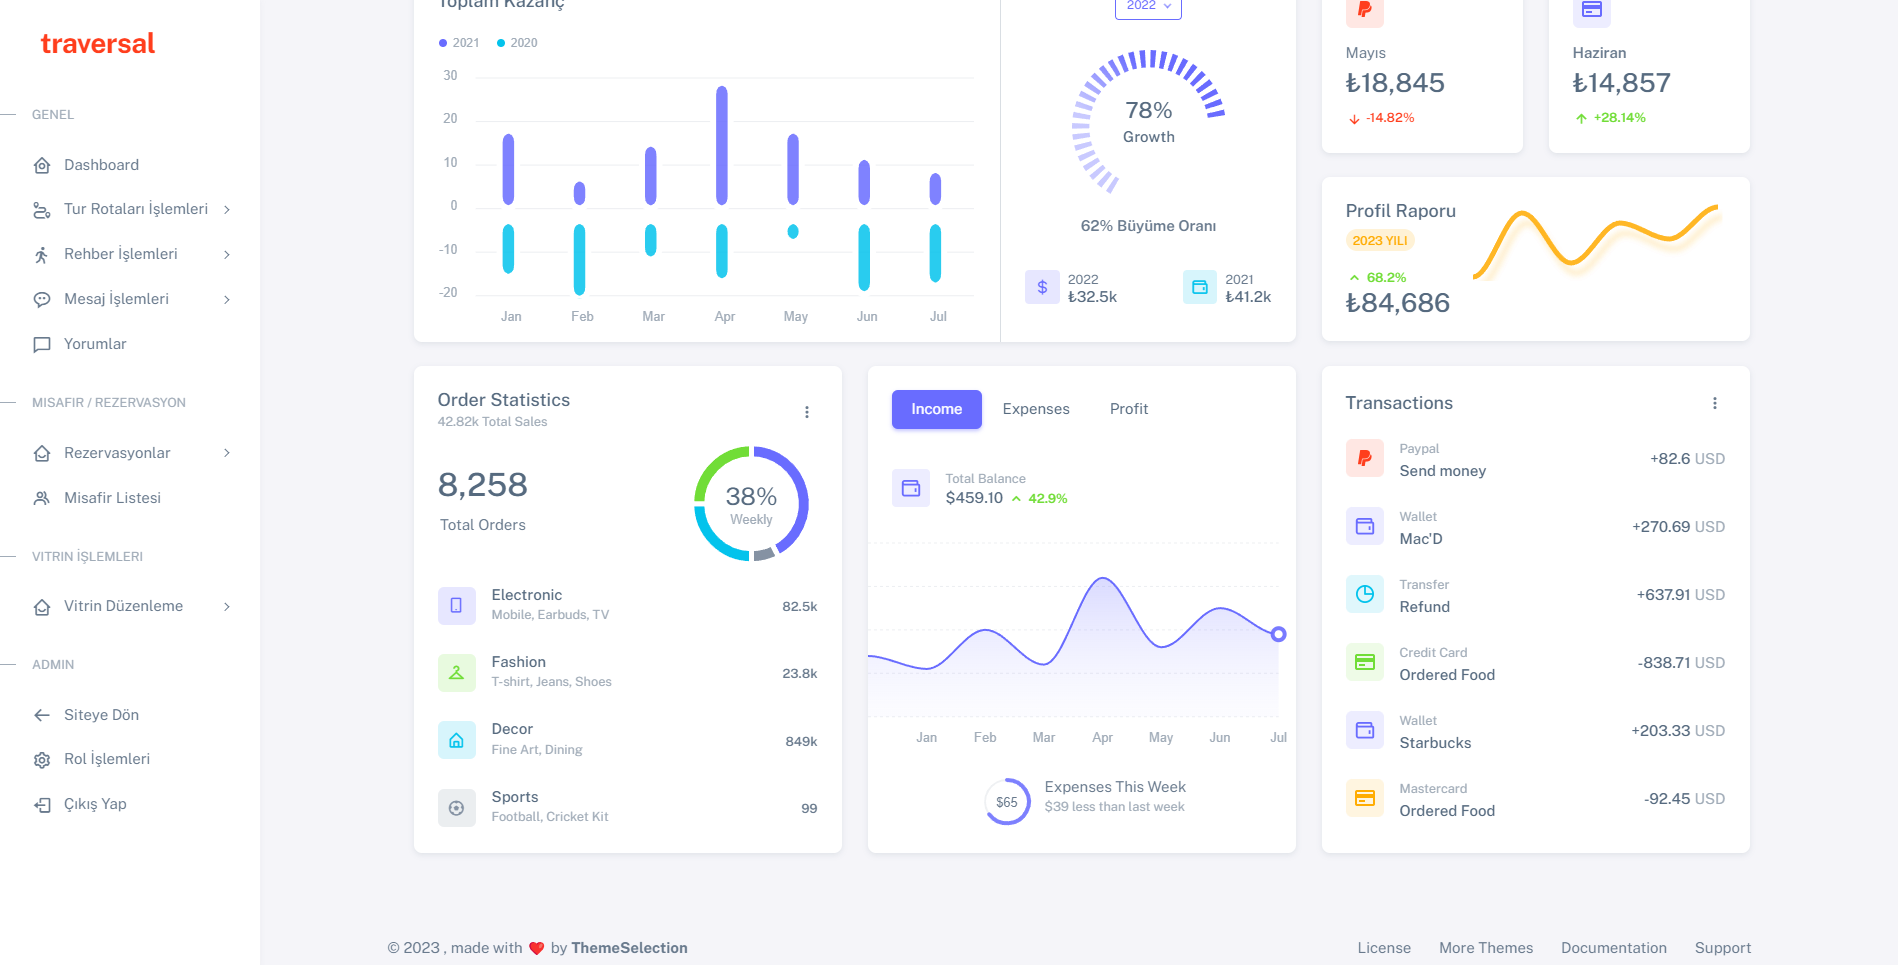 traversal
GENEL
Dashboard
Tur Rotaları İşlemleri
Rehber İşlemleri
Mesaj İşlemleri
Yorumlar
MISAFIR / REZERVASYON
Rezervasyonlar
Misafir Listesi
VITRIN İŞLEMLERI
Vitrin Düzenleme
ADMIN
Siteye Dön
Rol İşlemleri
Çıkış Yap
Toplam Kazanç
2021
2020
30
20
10
0
-10
-20
Jan
Feb
Mar
Apr
May
Jun
Jul
2022
78%
Growth
62% Büyüme Oranı
2022
₺32.5k
2021
₺41.2k
Mayıs
₺18,845
-14.82%
Haziran
₺14,857
+28.14%
Profil Raporu
2023 YILI
68.2%
₺84,686
Order Statistics
42.82k Total Sales
8,258
Total Orders
38%
Weekly
Electronic
Mobile, Earbuds, TV
82.5k
Fashion
T-shirt, Jeans, Shoes
23.8k
Decor
Fine Art, Dining
849k
Sports
Football, Cricket Kit
99
Income
Expenses
Profit
Total Balance
$459.10
42.9%
Jan
Feb
Mar
Apr
May
Jun
Jul
$65
Expenses This Week
$39 less than last week
Transactions
Paypal
Send money
+82.6 USD
Wallet
Mac'D
+270.69 USD
Transfer
Refund
+637.91 USD
Credit Card
Ordered Food
-838.71 USD
Wallet
Starbucks
+203.33 USD
Mastercard
Ordered Food
-92.45 USD
© 2023 , made with ❤️ by ThemeSelection
License
More Themes
Documentation
Support